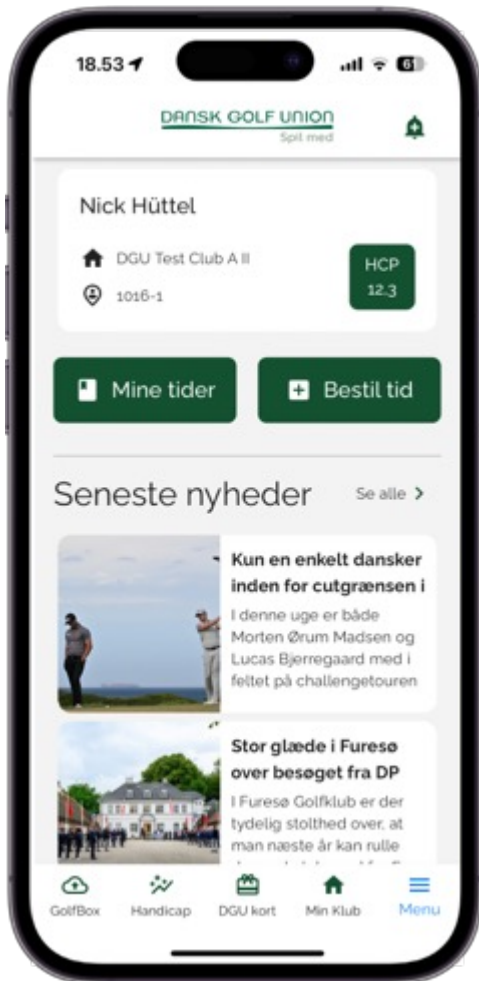 18.53
61
DANSK GOLF UNION
Spil med
Nick Hüttel
DGU Test Club A II
1016-1
HCP
12.3
Mine tider
Bestil tid
Seneste nyheder
Se alle
Kun en enkelt dansker
inden for cutgrænsen i
I denne uge er både
Morten Ørum Madsen og
Lucas Bjerregaard med i
feltet på challengetouren
Stor glæde i Furesø
over besøget fra DP
I Furesø Golfklub er der
tydelig stolthed over, at
man næste år kan rulle
GolfBox
Handicap
DGU kort
Min Klub
Menu